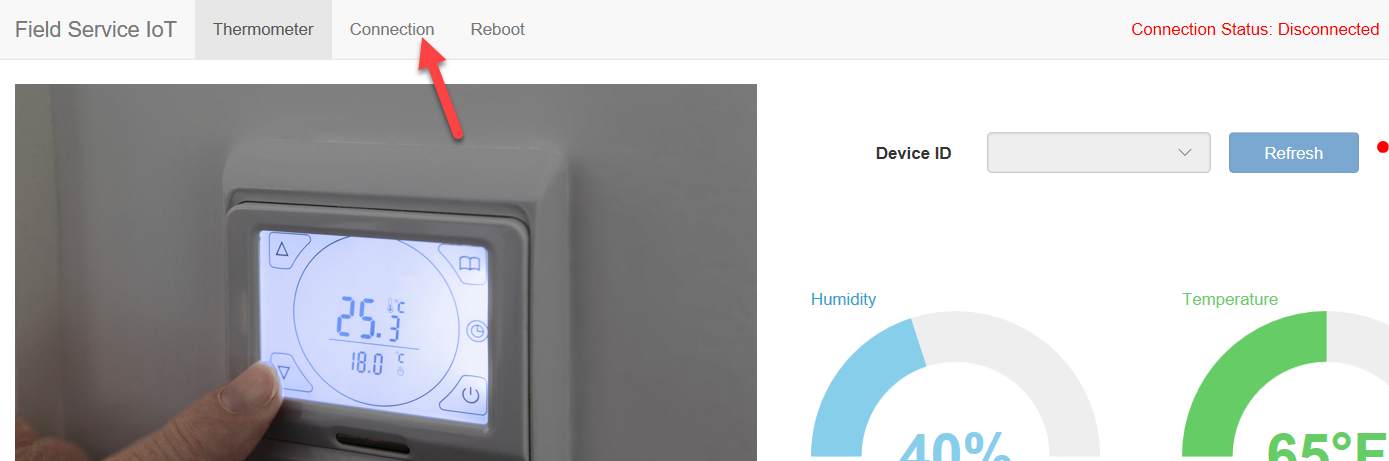 Field Service IoT Thermometer Connection Reboot Connection Status: Disconnected
Device ID Refresh
25.3 °C
18.0 °C
Humidity Temperature
40% 65°F